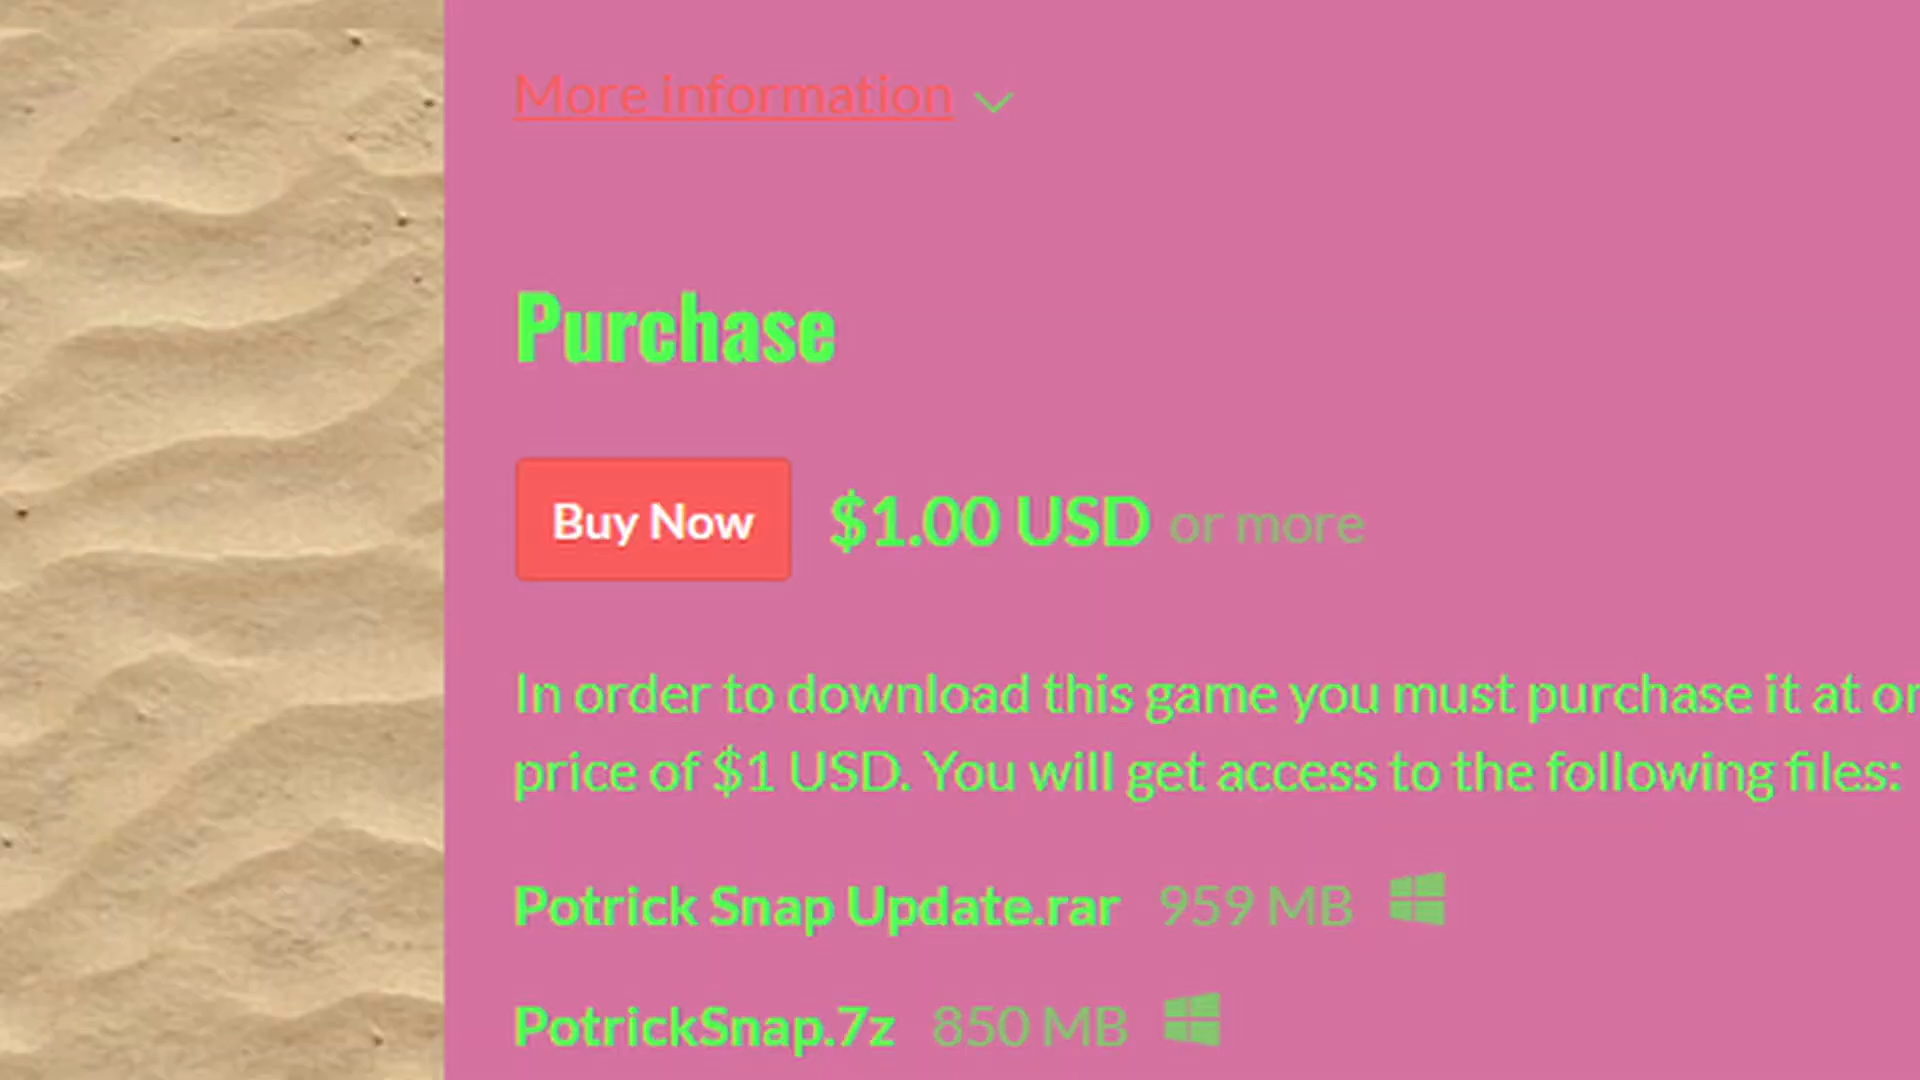 More information
Purchase
Buy Now $1.00 USD or more
In order to download this game you must purchase it at
price of $1 USD. You will get access to the following files:
Potrick Snap Update.rar 959 MB
PotrickSnap.7z 850 MB